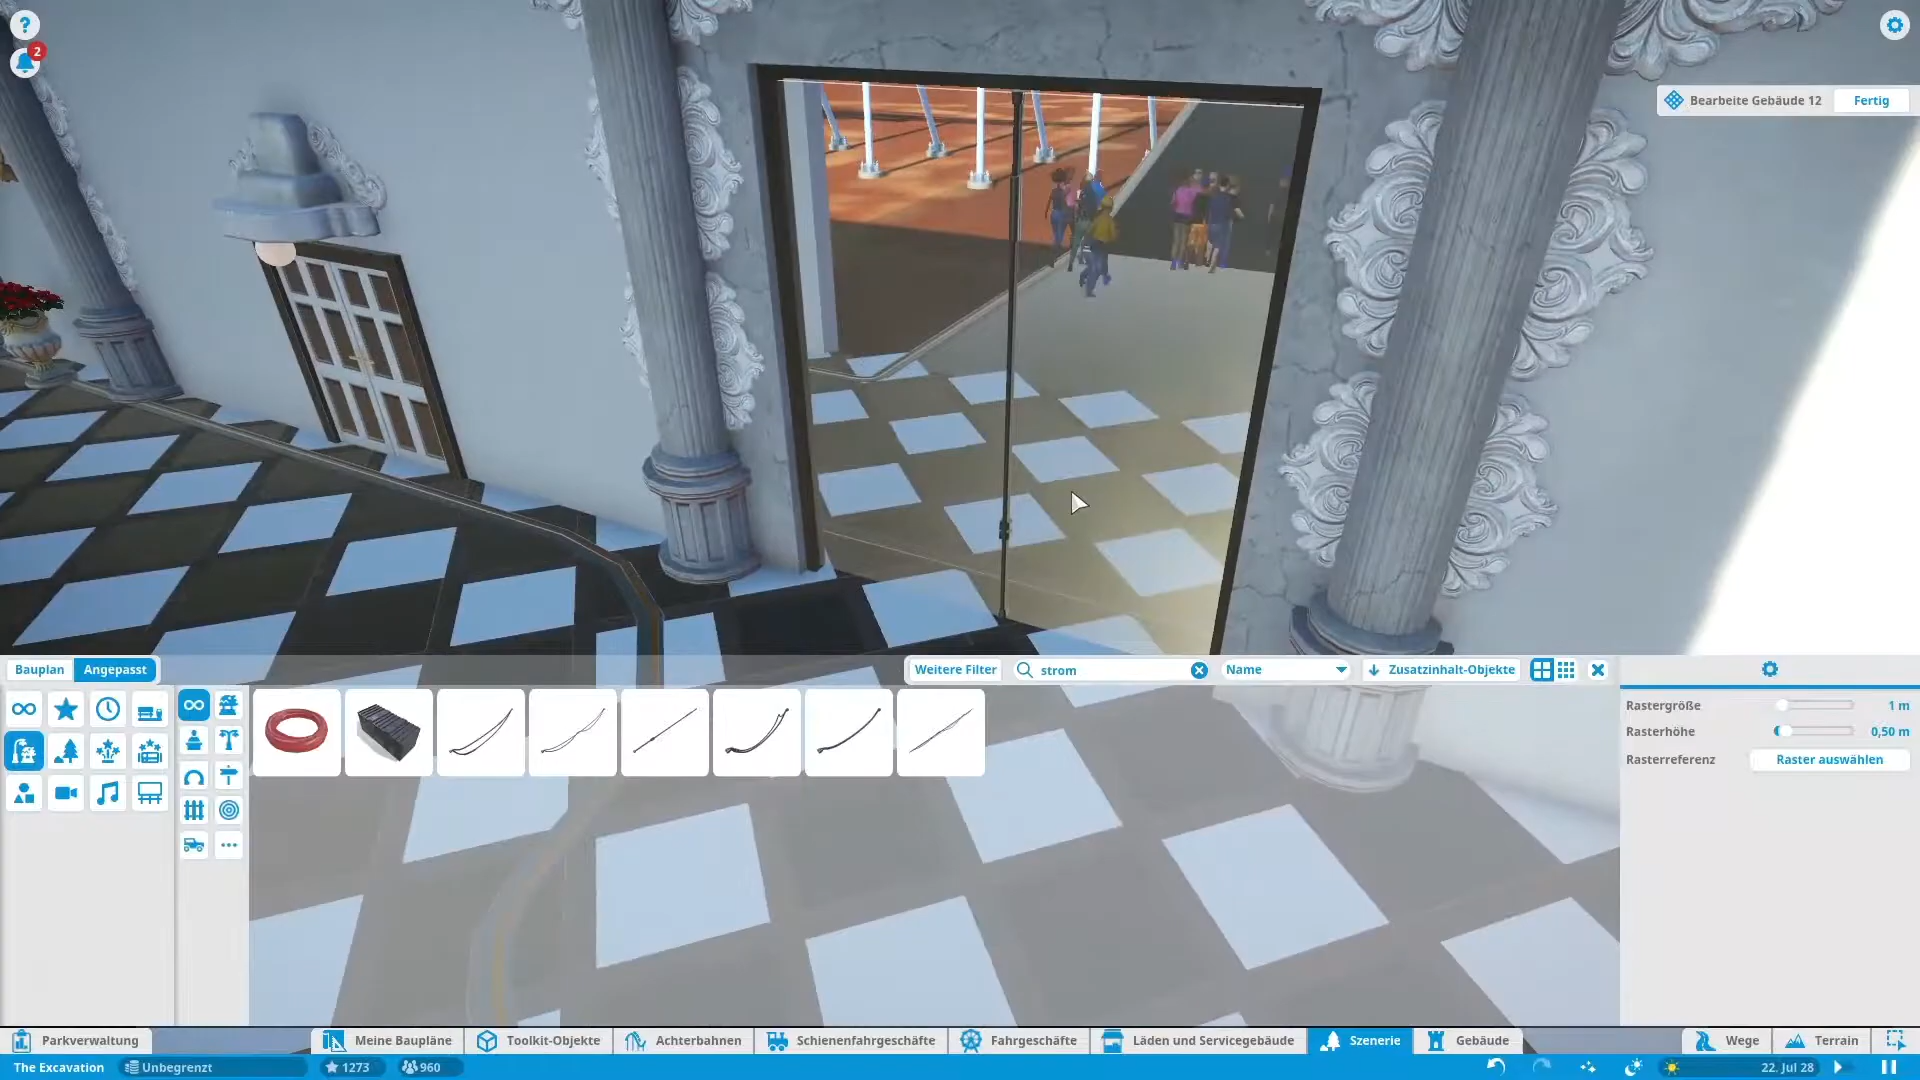 ?
2
Bearbeite Gebäude 12
Fertig
Bauplan
Angepasst
Weitere Filter
strom
Name
Zusatzinhalt-Objekte
Rastergröße
1 m
Rasterhöhe
0,50 m
Rasterreferenz
Raster auswählen
Parkverwaltung
Meine Baupläne
Toolkit-Objekte
Achterbahnen
Schienenfahrgeschäfte
Fahrgeschäfte
Läden und Servicegebäude
Szenerie
Gebäude
Wege
Terrain
The Excavation
Unbegrenzt
1273
960
22. Jul 28